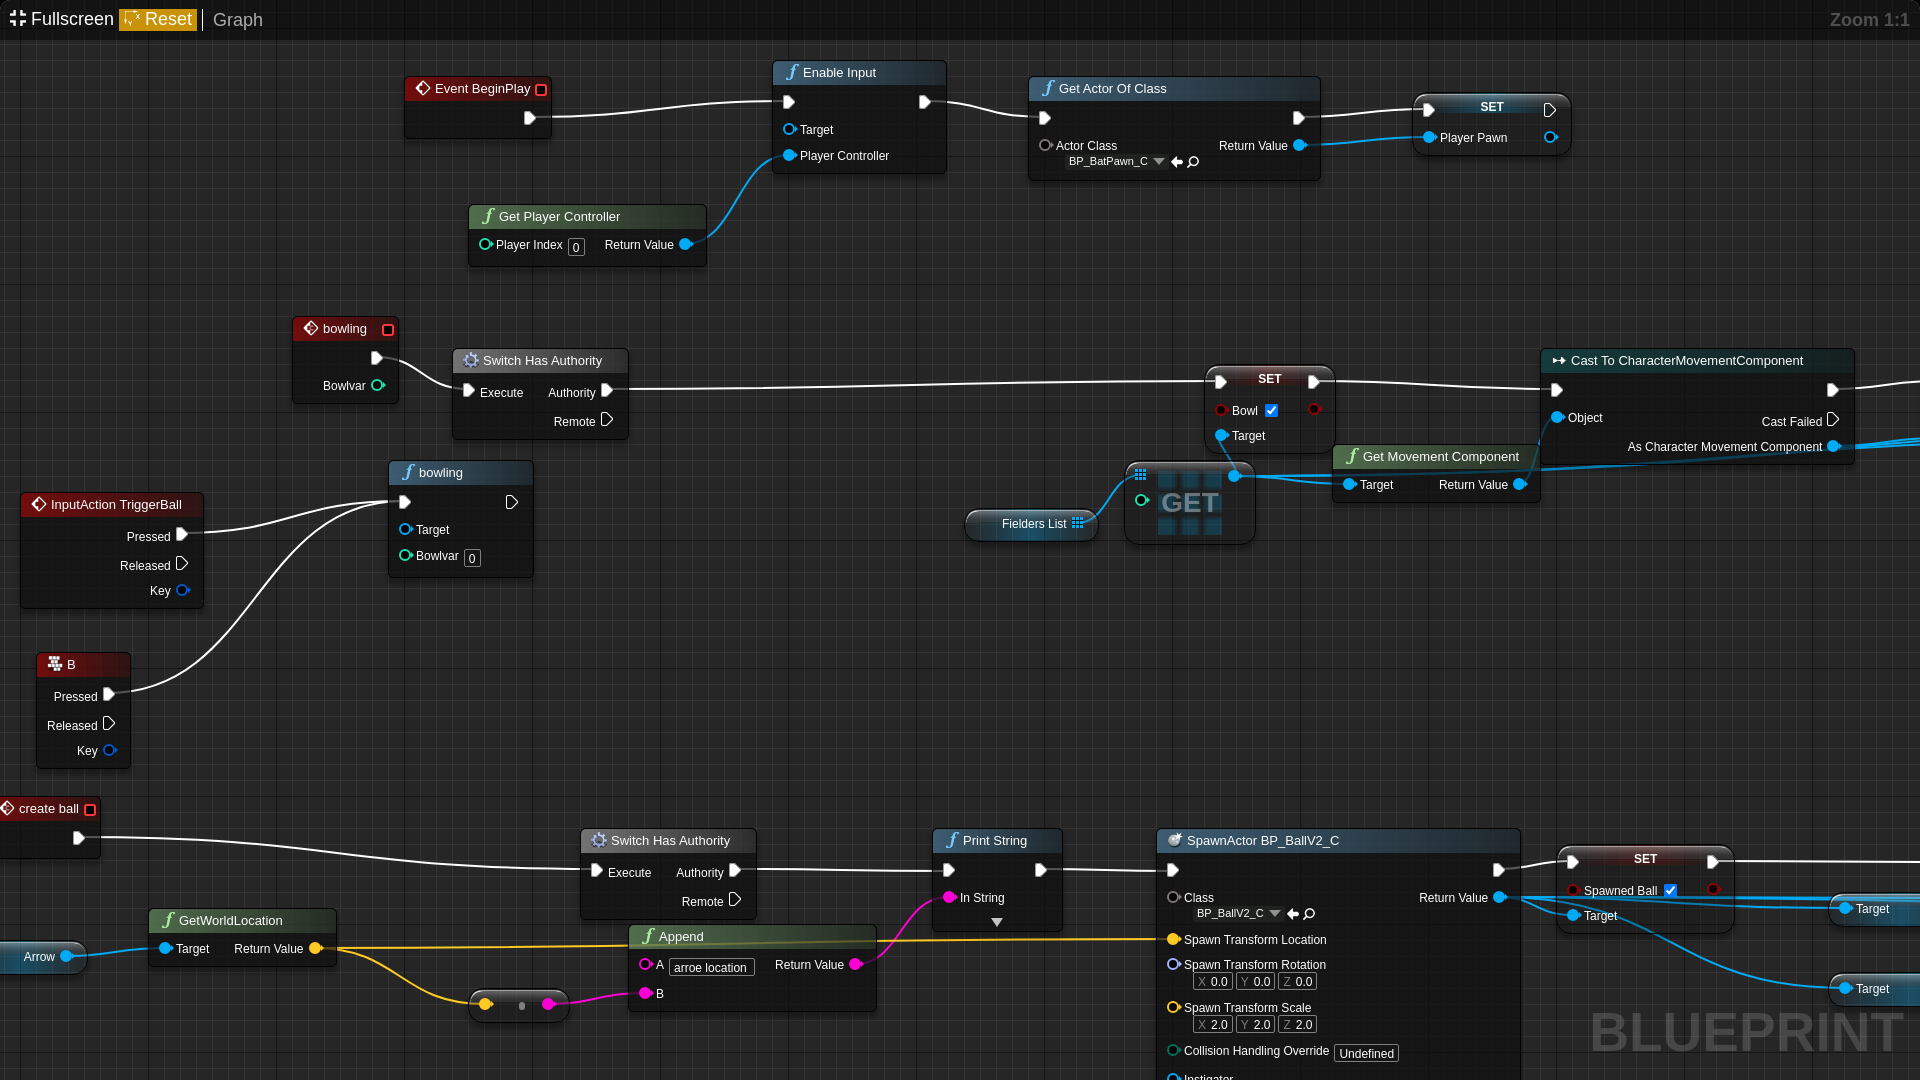 Fullscreen Reset Graph Zoom 1:1
Event BeginPlay
Enable Input
Target
Player Controller
Get Actor Of Class
Actor Class Return Value
BP_BatPawn_C
SET
Player Pawn
Get Player Controller
Player Index 0 Return Value
bowling
Bowlvar
Switch Has Authority
Execute Authority
Remote
SET
Bowl
Target
Cast To CharacterMovementComponent
Object
Cast Failed
As Character Movement Component
Get Movement Component
Target Return Value
GET
Fielders List
bowling
Target
Bowlvar 0
InputAction TriggerBall
Pressed
Released
Key
B
Pressed
Released
Key
create ball
Switch Has Authority
Execute Authority
Remote
Print String
In String
SpawnActor BP_BallV2_C
Class Return Value
BP_BallV2_C
Spawn Transform Location
Spawn Transform Rotation
X 0.0 Y 0.0 Z 0.0
Spawn Transform Scale
X 2.0 Y 2.0 Z 2.0
Collision Handling Override Undefined
Instigator
SET
Spawned Ball
Target
Target
Target
GetWorldLocation
Target Return Value
Arrow
Append
A arroe location Return Value
B
BLUEPRINT